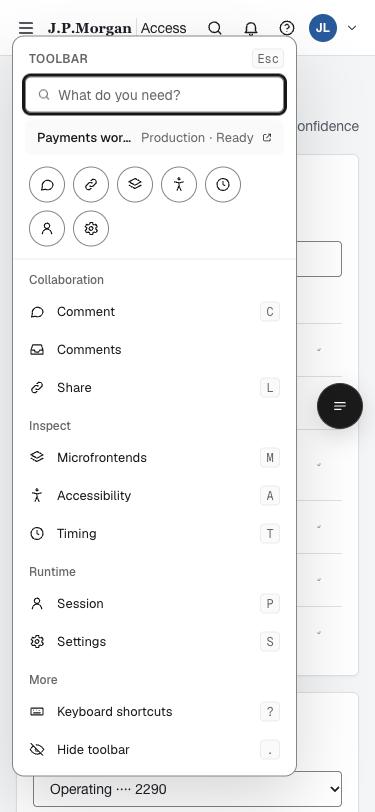 J.P.Morgan Access JL
TOOLBAR Esc
What do you need?
Payments wor... Production · Ready
onfidence
Collaboration
Comment C
Comments
Share L
Inspect
Microfrontends M
Accessibility A
Timing T
Runtime
Session P
Settings S
More
Keyboard shortcuts ?
Hide toolbar .
Operating ···· 2290